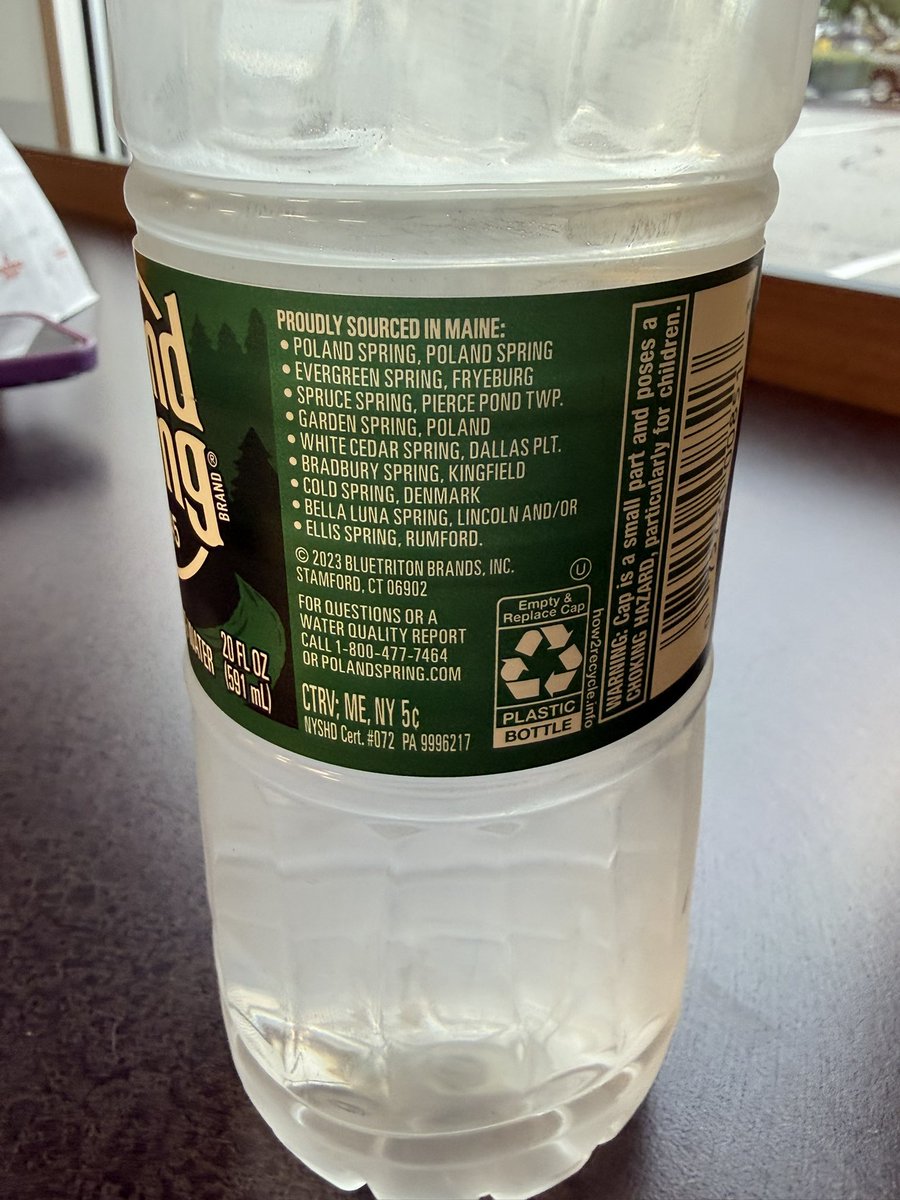 nd
ng®
BRAND
WATER
20 FL OZ
(591 mL)
PROUDLY SOURCED IN MAINE:
• POLAND SPRING, POLAND SPRING
• EVERGREEN SPRING, FRYEBURG
• SPRUCE SPRING, PIERCE POND TWP.
• GARDEN SPRING, POLAND
• WHITE CEDAR SPRING, DALLAS PLT.
• BRADBURY SPRING, KINGFIELD
• COLD SPRING, DENMARK
• BELLA LUNA SPRING, LINCOLN AND/OR
• ELLIS SPRING, RUMFORD.
© 2023 BLUETRITON BRANDS, INC.
STAMFORD, CT 06902
FOR QUESTIONS OR A
WATER QUALITY REPORT
CALL 1-800-477-7464
OR POLANDSPRING.COM
CTRV; ME, NY 5¢
NYSHD Cert. #072 PA 9996217
U
Empty &
Replace Cap
PLASTIC
BOTTLE
how2recycle.info
WARNING: Cap is a small part and poses a
CHOKING HAZARD, particularly for children.